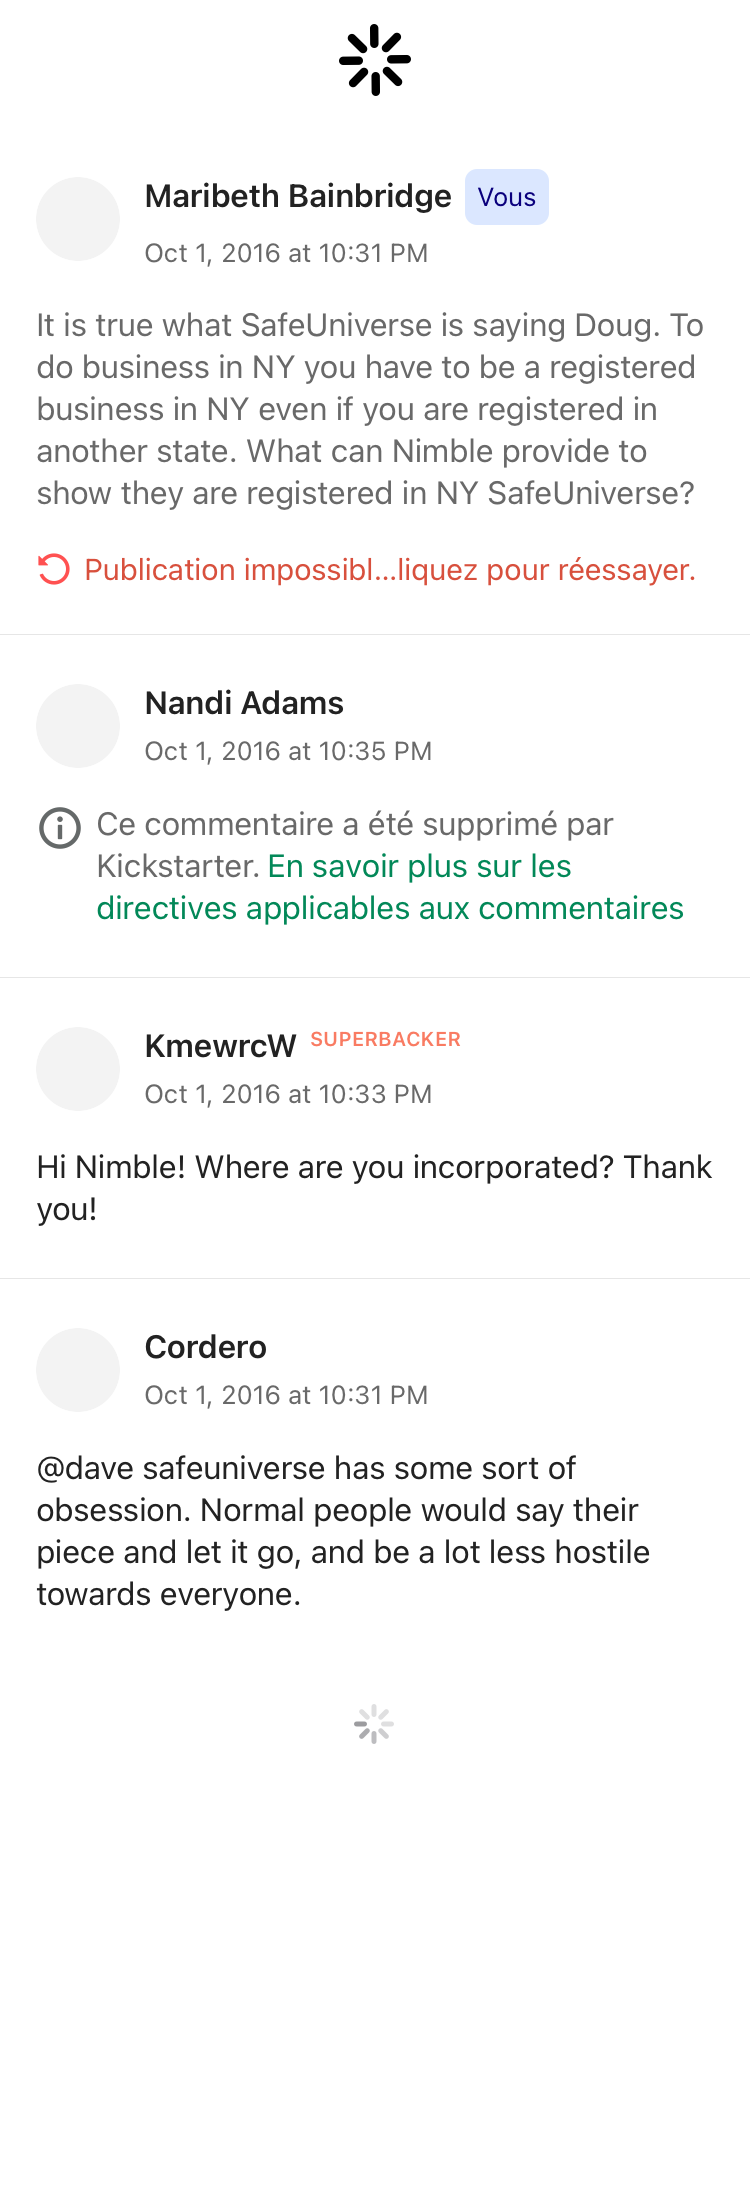 Maribeth Bainbridge Vous
Oct 1, 2016 at 10:31 PM
It is true what SafeUniverse is saying Doug. To
do business in NY you have to be a registered
business in NY even if you are registered in
another state. What can Nimble provide to
show they are registered in NY SafeUniverse?
Publication impossibl...liquez pour réessayer.
Nandi Adams
Oct 1, 2016 at 10:35 PM
Ce commentaire a été supprimé par
Kickstarter. En savoir plus sur les
directives applicables aux commentaires
KmewrcW SUPERBACKER
Oct 1, 2016 at 10:33 PM
Hi Nimble! Where are you incorporated? Thank
you!
Cordero
Oct 1, 2016 at 10:31 PM
@dave safeuniverse has some sort of
obsession. Normal people would say their
piece and let it go, and be a lot less hostile
towards everyone.